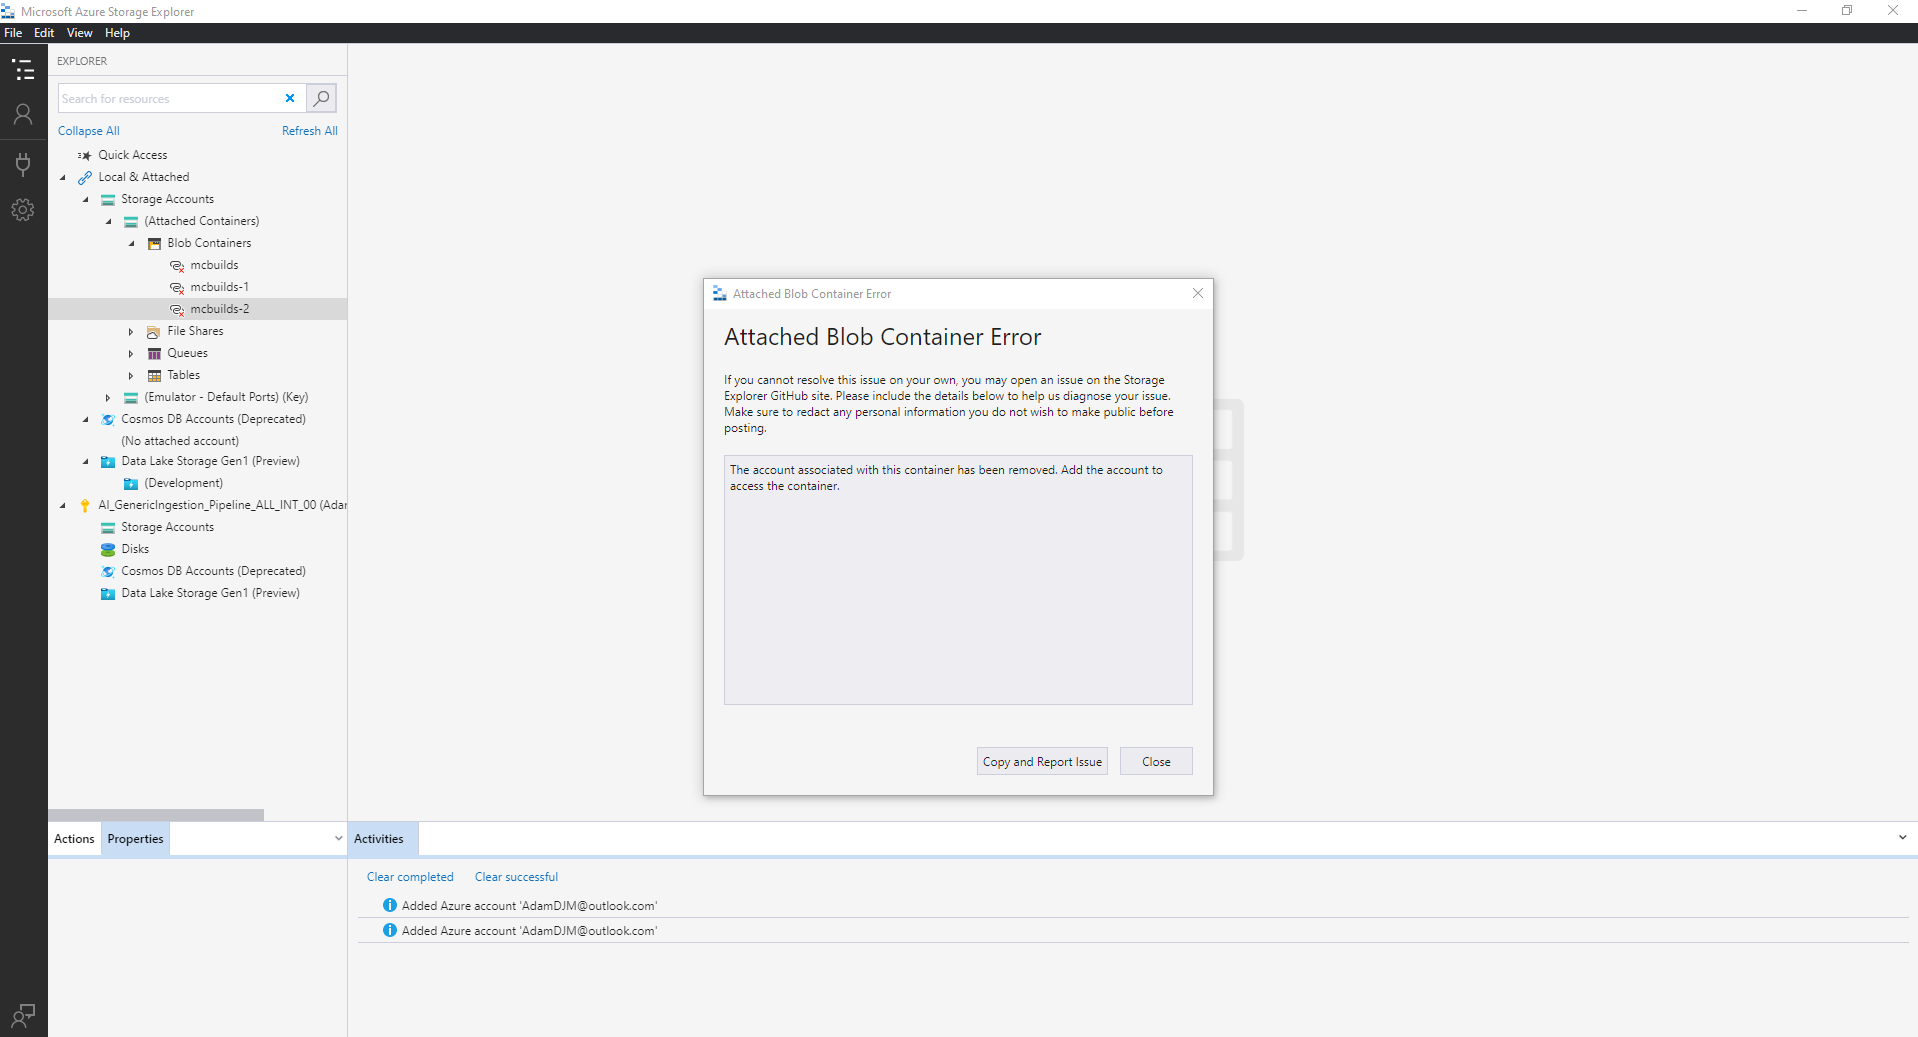 Microsoft Azure Storage Explorer
File Edit View Help
EXPLORER
Search for resources
Collapse All Refresh All
Quick Access
Local & Attached
Storage Accounts
(Attached Containers)
Blob Containers
mcbuilds
mcbuilds-1
mcbuilds-2
File Shares
Queues
Tables
(Emulator - Default Ports) (Key)
Cosmos DB Accounts (Deprecated)
(No attached account)
Data Lake Storage Gen1 (Preview)
(Development)
AI_GenericIngestion_Pipeline_ALL_INT_00 (Adar
Storage Accounts
Disks
Cosmos DB Accounts (Deprecated)
Data Lake Storage Gen1 (Preview)
Attached Blob Container Error
Attached Blob Container Error
If you cannot resolve this issue on your own, you may open an issue on the Storage
Explorer GitHub site. Please include the details below to help us diagnose your issue.
Make sure to redact any personal information you do not wish to make public before
posting.
The account associated with this container has been removed. Add the account to
access the container.
Copy and Report Issue Close
Actions Properties
Activities
Clear completed Clear successful
Added Azure account 'AdamDJM@outlook.com'
Added Azure account 'AdamDJM@outlook.com'